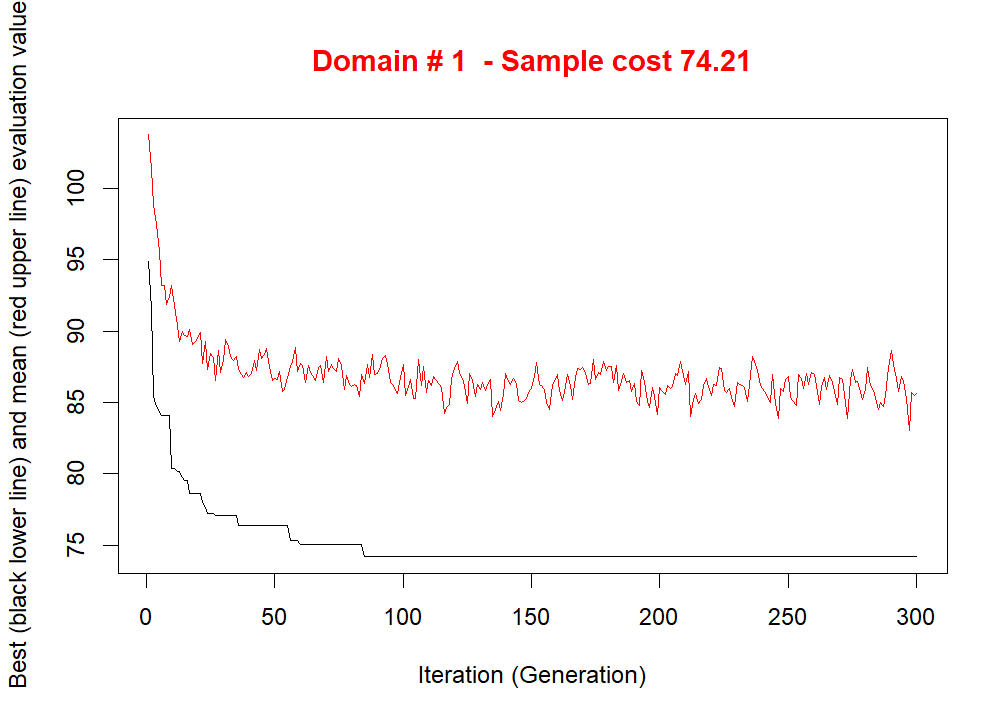 Domain # 1  - Sample cost 74.21
Best (black lower line) and mean (red upper line) evaluation value
100
95
90
85
80
75
0 50 100 150 200 250 300
Iteration (Generation)